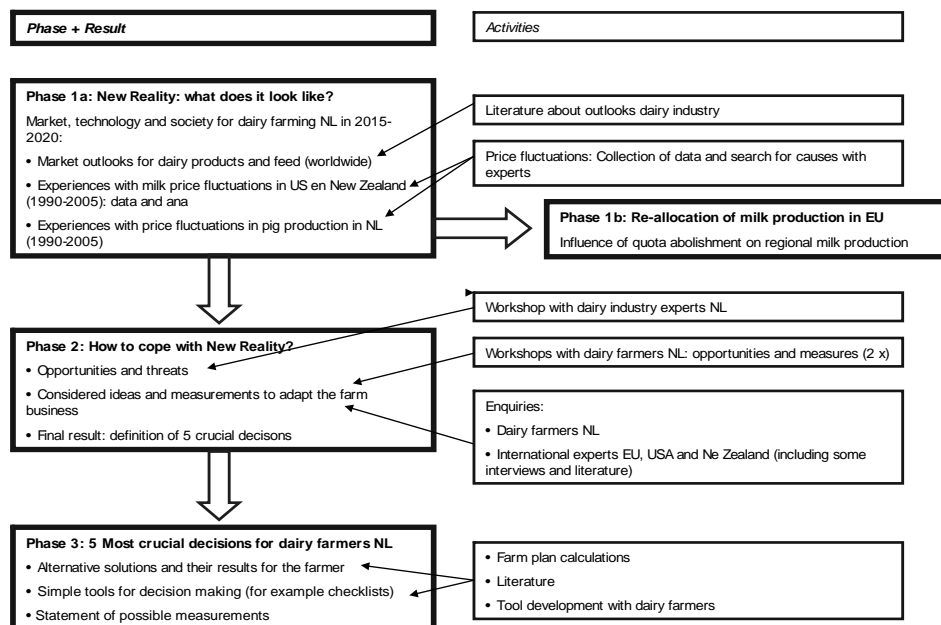 Phase + Result
Activities
Phase 1a: New Reality: what does it look like?
Market, technology and society for dairy farming NL in 2015-
2020:
• Market outlooks for dairy products and feed (worldwide)
• Experiences with milk price fluctuations in US en New Zealand
(1990-2005): data and ana
• Experiences with price fluctuations in pig production in NL
(1990-2005)
Literature about outlooks dairy industry
Price fluctuations: Collection of data and search for causes with
experts
Phase 1b: Re-allocation of milk production in EU
Influence of quota abolishment on regional milk production
Workshop with dairy industry experts NL
Phase 2: How to cope with New Reality?
• Opportunities and threats
• Considered ideas and measurements to adapt the farm
business
• Final result: definition of 5 crucial decisons
Workshops with dairy farmers NL: opportunities and measures (2 x)
Enquiries:
• Dairy farmers NL
• International experts EU, USA and Ne Zealand (including some
interviews and literature)
Phase 3: 5 Most crucial decisions for dairy farmers NL
• Alternative solutions and their results for the farmer
• Simple tools for decision making (for example checklists)
• Statement of possible measurements
• Farm plan calculations
• Literature
• Tool development with dairy farmers